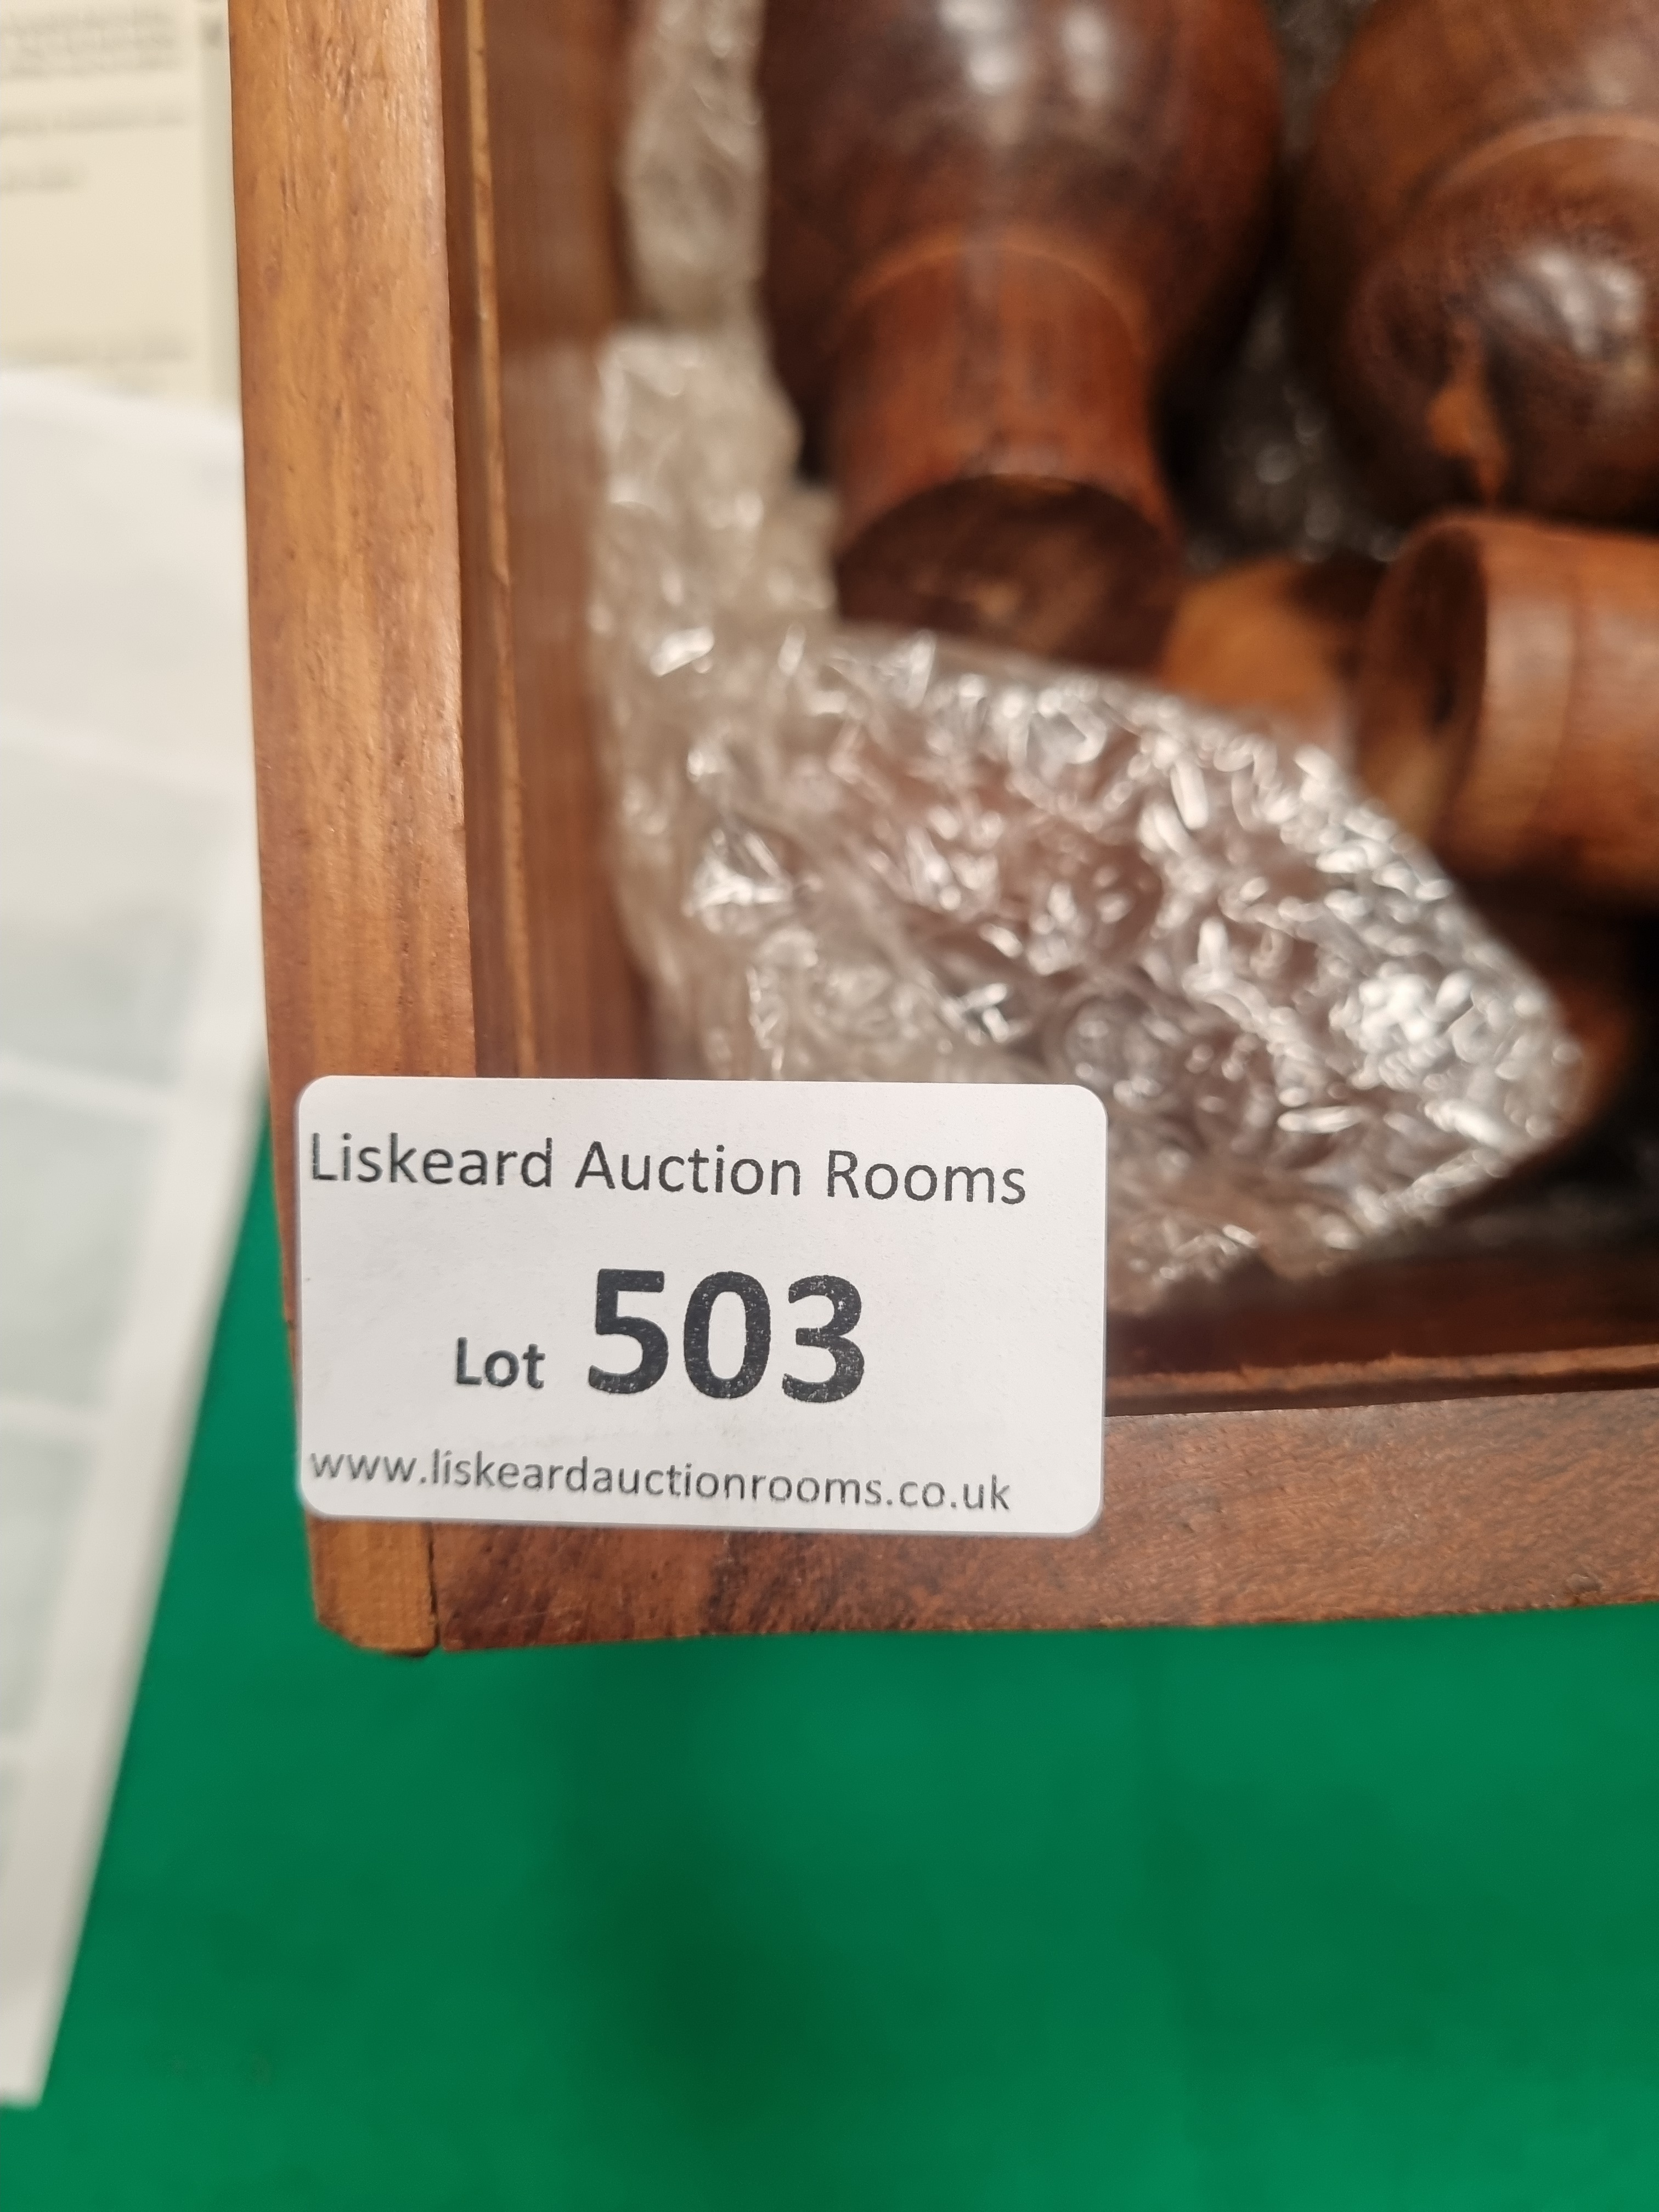 Liskeard Auction Rooms
Lot 503
www.liskeardauctionrooms.co.uk